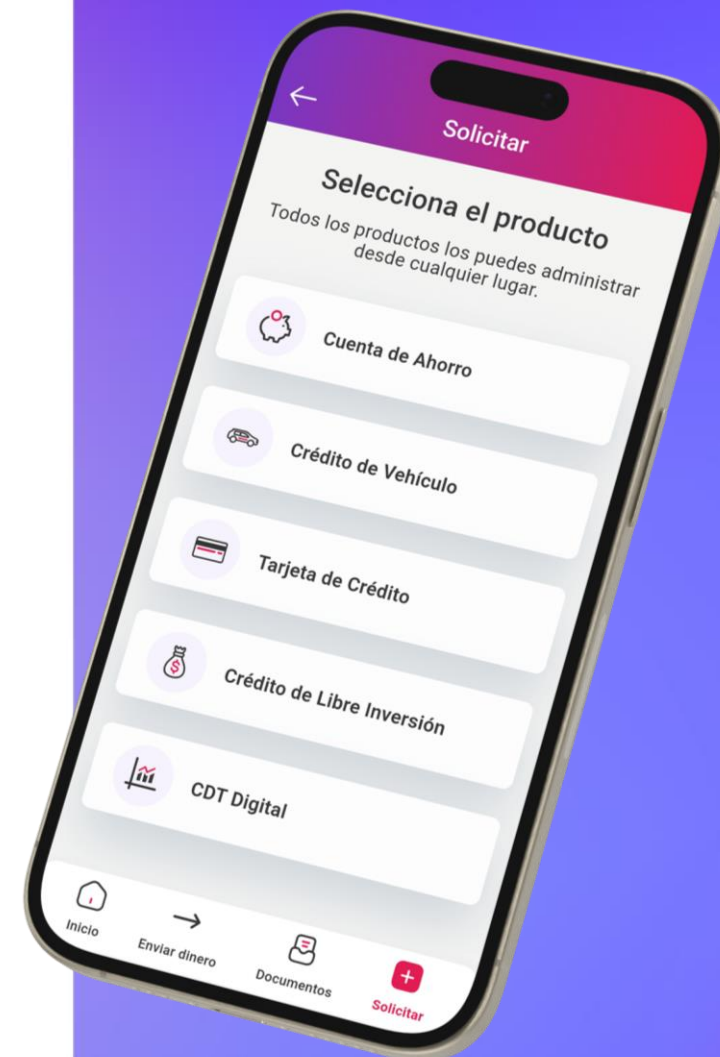 Solicitar
Selecciona el producto
Todos los productos los puedes administrar
desde cualquier lugar.
Cuenta de Ahorro
Crédito de Vehículo
Tarjeta de Crédito
Crédito de Libre Inversión
CDT Digital
Inicio
Enviar dinero
Documentos
Solicitar